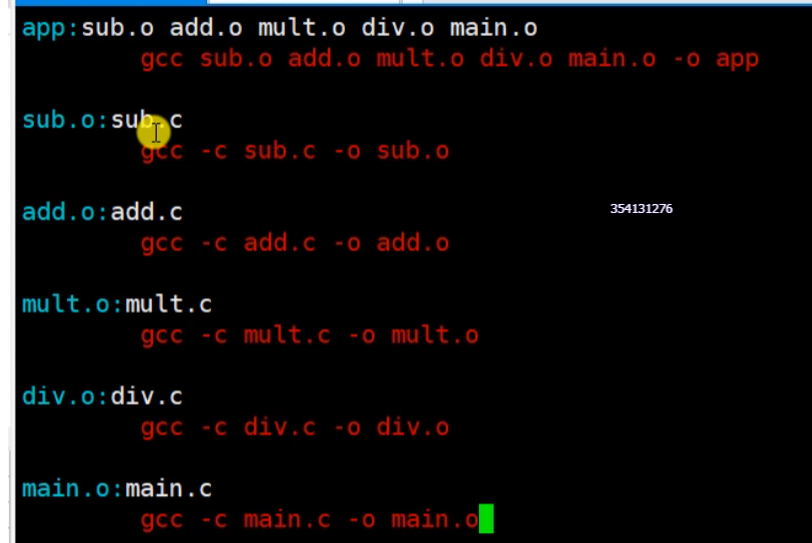 app:sub.o add.o mult.o div.o main.o
gcc sub.o add.o mult.o div.o main.o -o app
sub.o:sub.c
gcc -c sub.c -o sub.o
add.o:add.c
354131276
gcc -c add.c -o add.o
mult.o:mult.c
gcc -c mult.c -o mult.o
div.o:div.c
gcc -c div.c -o div.o
main.o:main.c
gcc -c main.c -o main.o